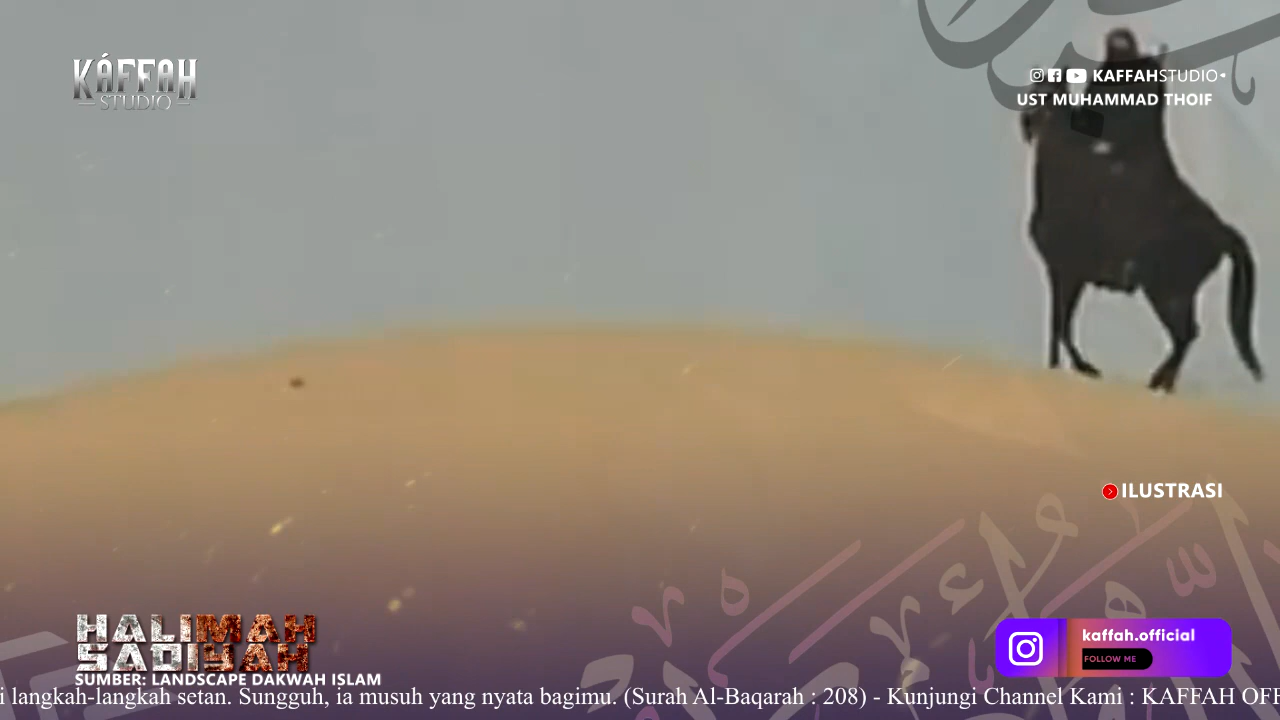 KÁFFAH
STUDIO
KAFFAHSTUDIO
UST MUHAMMAD THOIF
ILUSTRASI
HALIMAH
SADIYAH
SUMBER: LANDSCAPE DAKWAH ISLAM
kaffah.official
FOLLOW ME
i langkah-langkah setan. Sungguh, ia musuh yang nyata bagimu. (Surah Al-Baqarah : 208) - Kunjungi Channel Kami : KAFFAH OFF